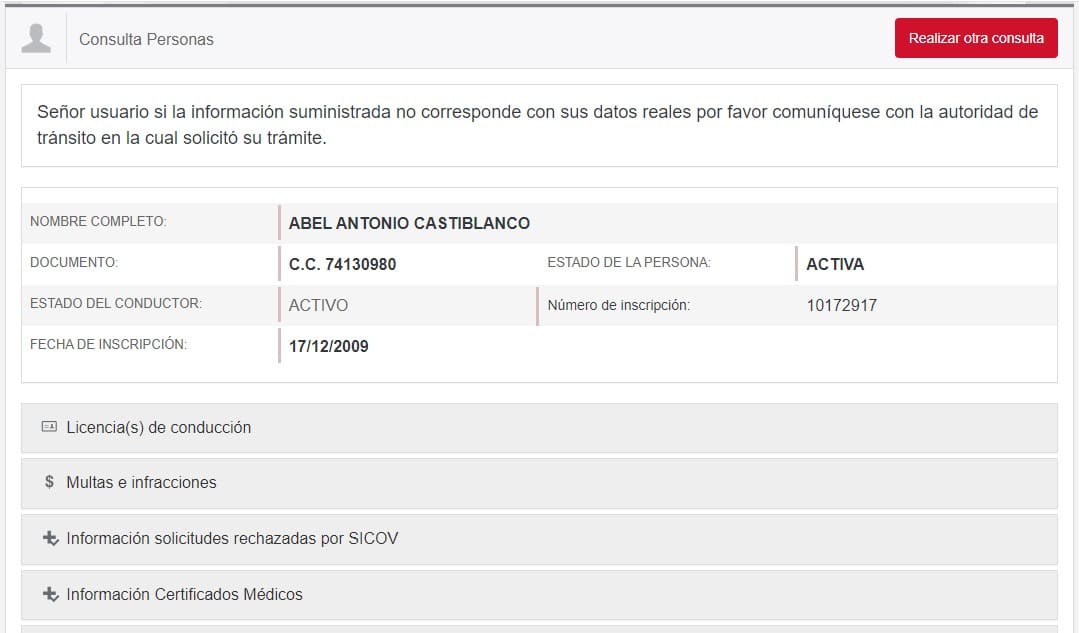 Consulta Personas
Realizar otra consulta
Señor usuario si la información suministrada no corresponde con sus datos reales por favor comuníquese con la autoridad de
tránsito en la cual solicitó su trámite.
NOMBRE COMPLETO: ABEL ANTONIO CASTIBLANCO
DOCUMENTO: C.C. 74130980 ESTADO DE LA PERSONA: ACTIVA
ESTADO DEL CONDUCTOR: ACTIVO Número de inscripción: 10172917
FECHA DE INSCRIPCIÓN: 17/12/2009
Licencia(s) de conducción
$ Multas e infracciones
Información solicitudes rechazadas por SICOV
Información Certificados Médicos